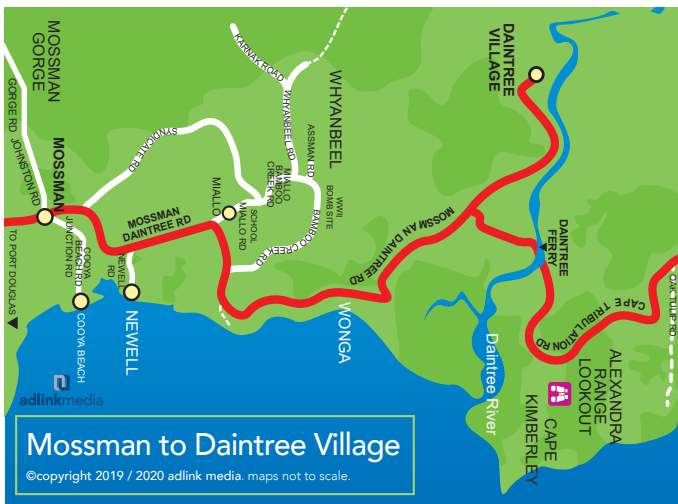 MOSSMAN
GORGE
GORGE RD
JOHNSTON RD
MOSSMAN
TO PORT DOUGLAS
COOYA
BEACH RD
JUNCTION RD
COOYA BEACH
NEWELL
RD
NEWELL
SYNDICATE RD
MOSSMAN
DAINTREE RD
MIALLO
SCHOOL
MIALLO RD
MIALLO
BAMBOO
CREEK RD
KARNAK ROAD
WHYANBEEL RD
WHYANBEEL
ASSMAN RD
WWII
BOMB SITE
BAMBOO CREEK RD
WONGA
MOSSMAN DAINTREE RD
DAINTREE
VILLAGE
DAINTREE
FERRY
Daintree River
CAPE TRIBULATION RD
OAK TULIP RD
ALEXANDRA
RANGE
LOOKOUT
CAPE
KIMBERLEY
adlinkmedia
Mossman to Daintree Village
©copyright 2019 / 2020 adlink media. maps not to scale.